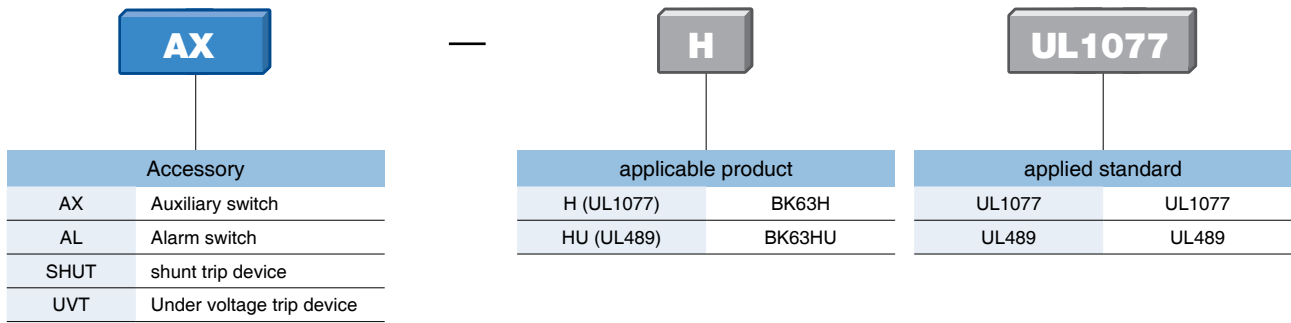 AX — H UL1077
Accessory
AX Auxiliary switch
AL Alarm switch
SHUT shunt trip device
UVT Under voltage trip device
applicable product
H (UL1077) BK63H
HU (UL489) BK63HU
applied standard
UL1077 UL1077
UL489 UL489